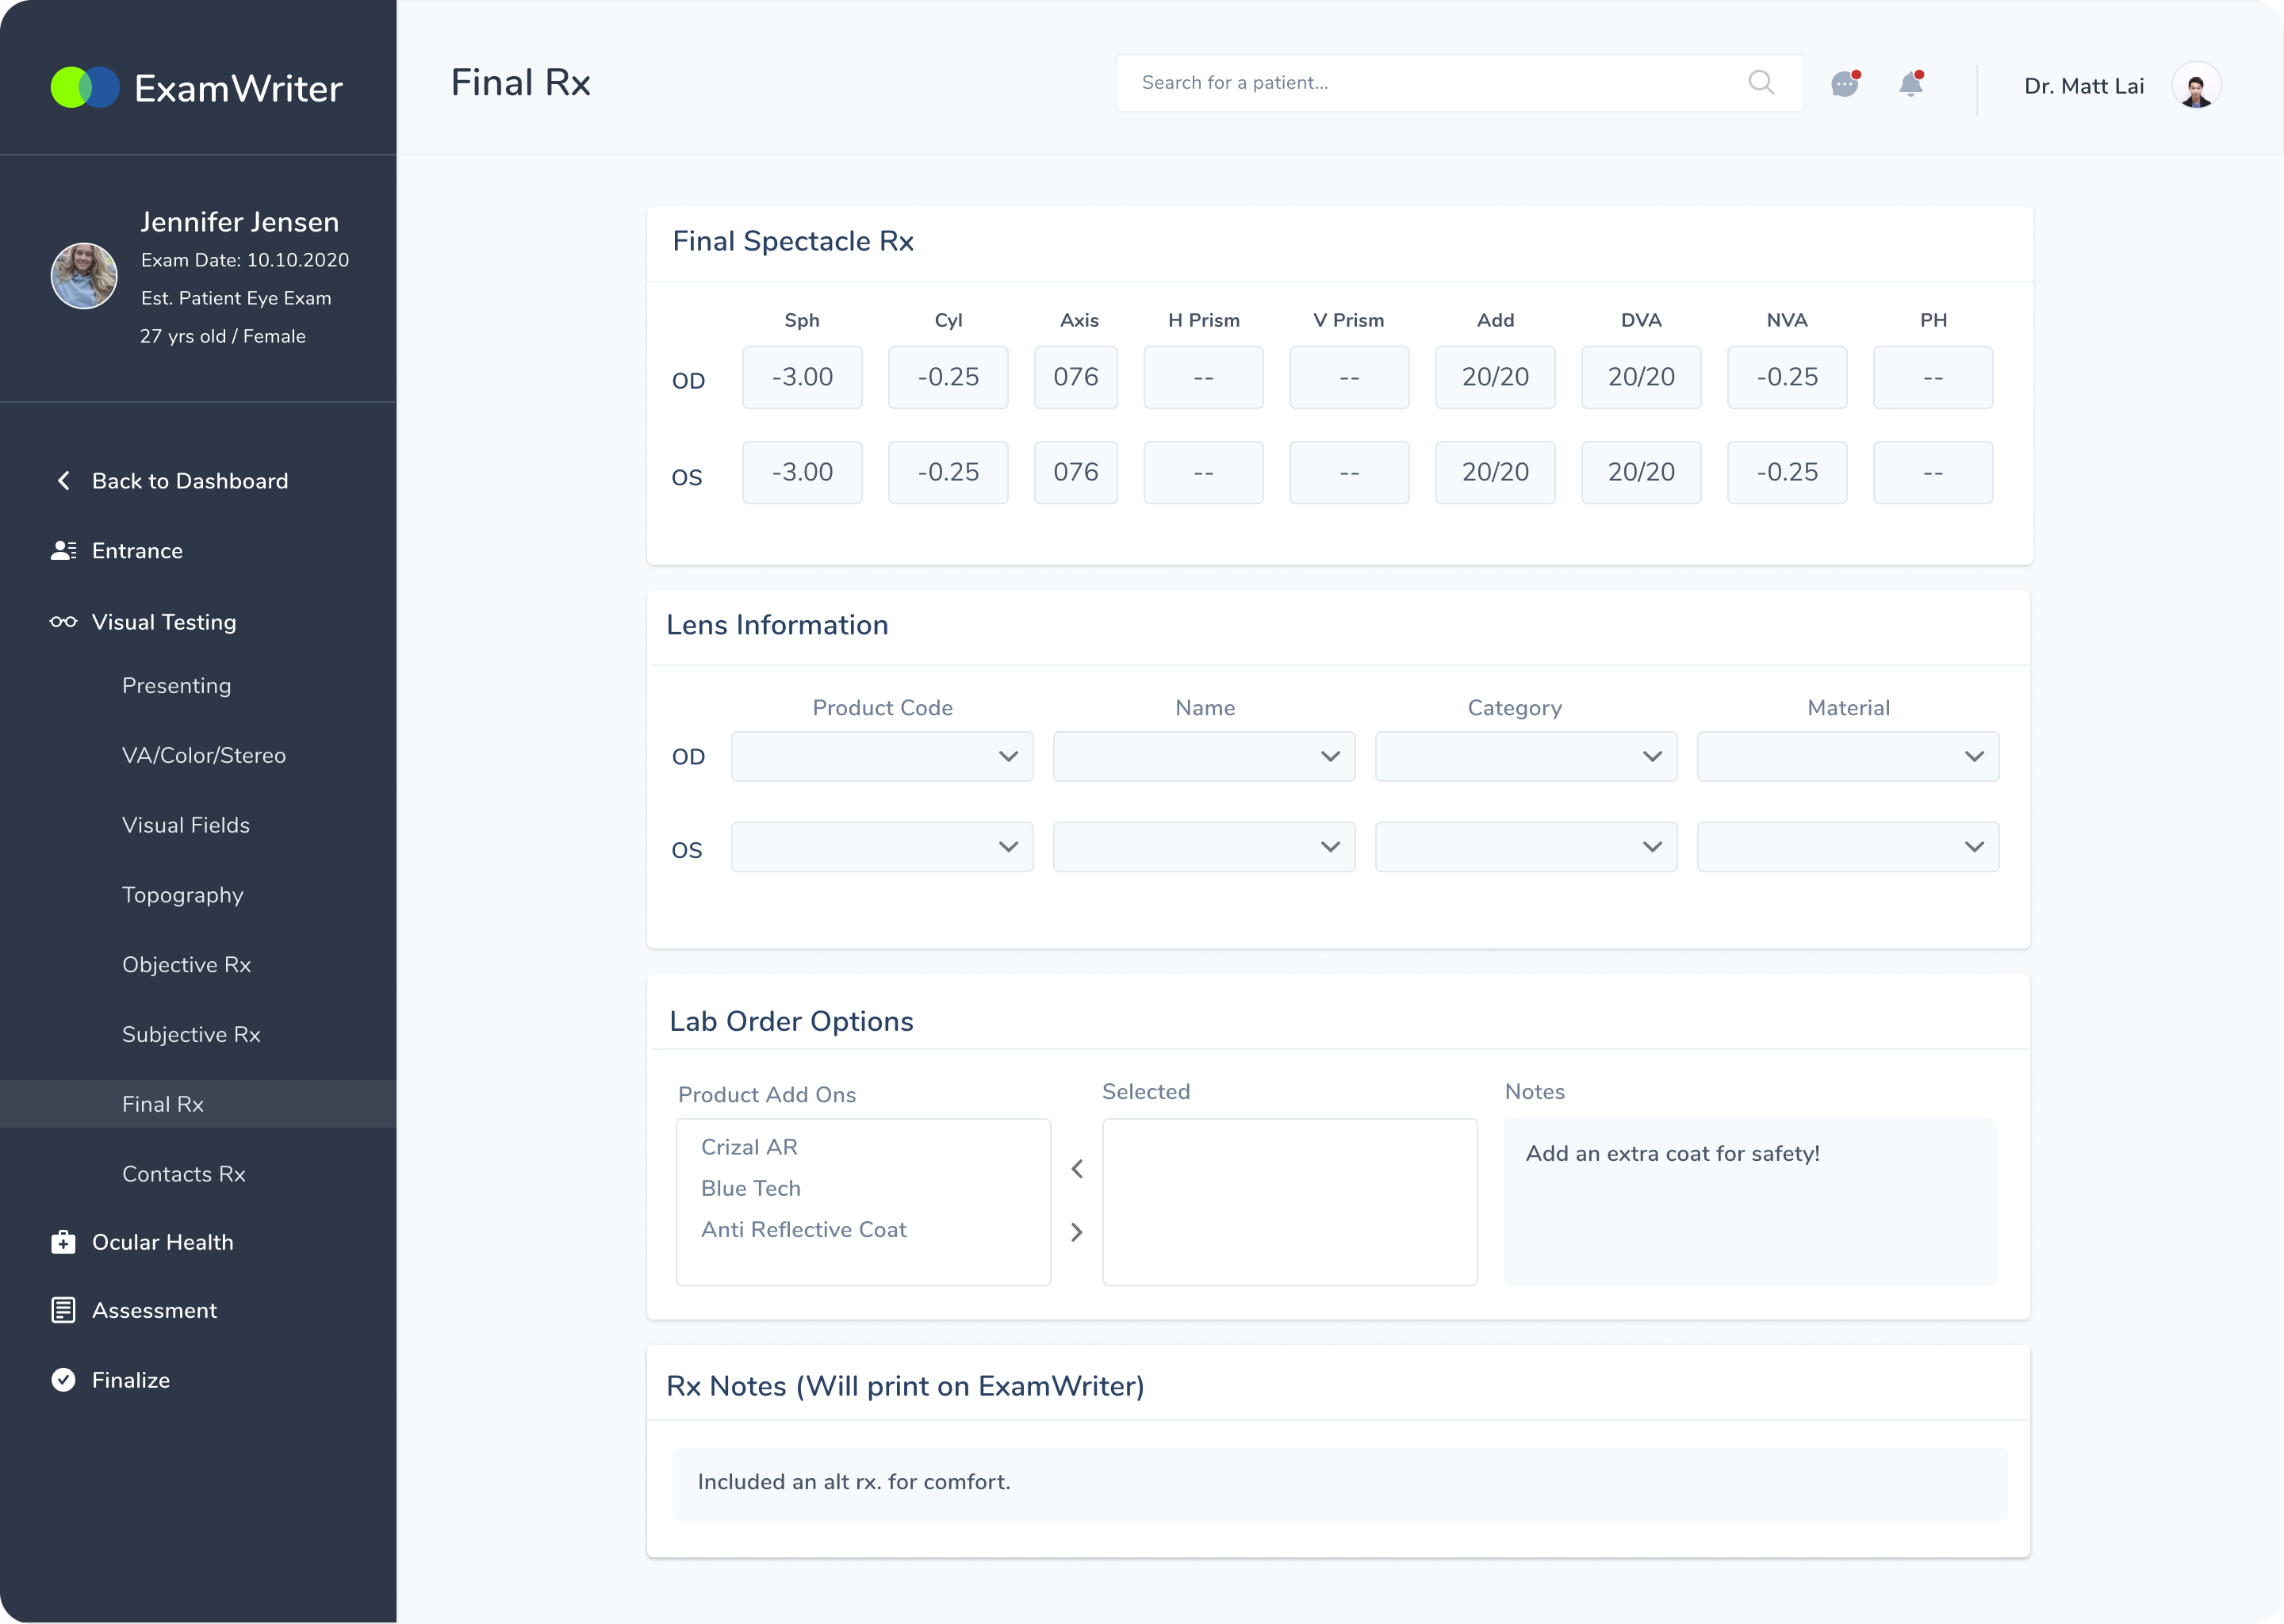 ExamWriter
Final Rx
Search for a patient...
Dr. Matt Lai
Jennifer Jensen
Exam Date: 10.10.2020
Est. Patient Eye Exam
27 yrs old / Female
Back to Dashboard
Entrance
Visual Testing
Presenting
VA/Color/Stereo
Visual Fields
Topography
Objective Rx
Subjective Rx
Final Rx
Contacts Rx
Ocular Health
Assessment
Finalize
Final Spectacle Rx
Sph Cyl Axis H Prism V Prism Add DVA NVA PH
OD -3.00 -0.25 076 -- -- 20/20 20/20 -0.25 --
OS -3.00 -0.25 076 -- -- 20/20 20/20 -0.25 --
Lens Information
Product Code Name Category Material
OD
OS
Lab Order Options
Product Add Ons
Crizal AR
Blue Tech
Anti Reflective Coat
Selected
Notes
Add an extra coat for safety!
Rx Notes (Will print on ExamWriter)
Included an alt rx. for comfort.